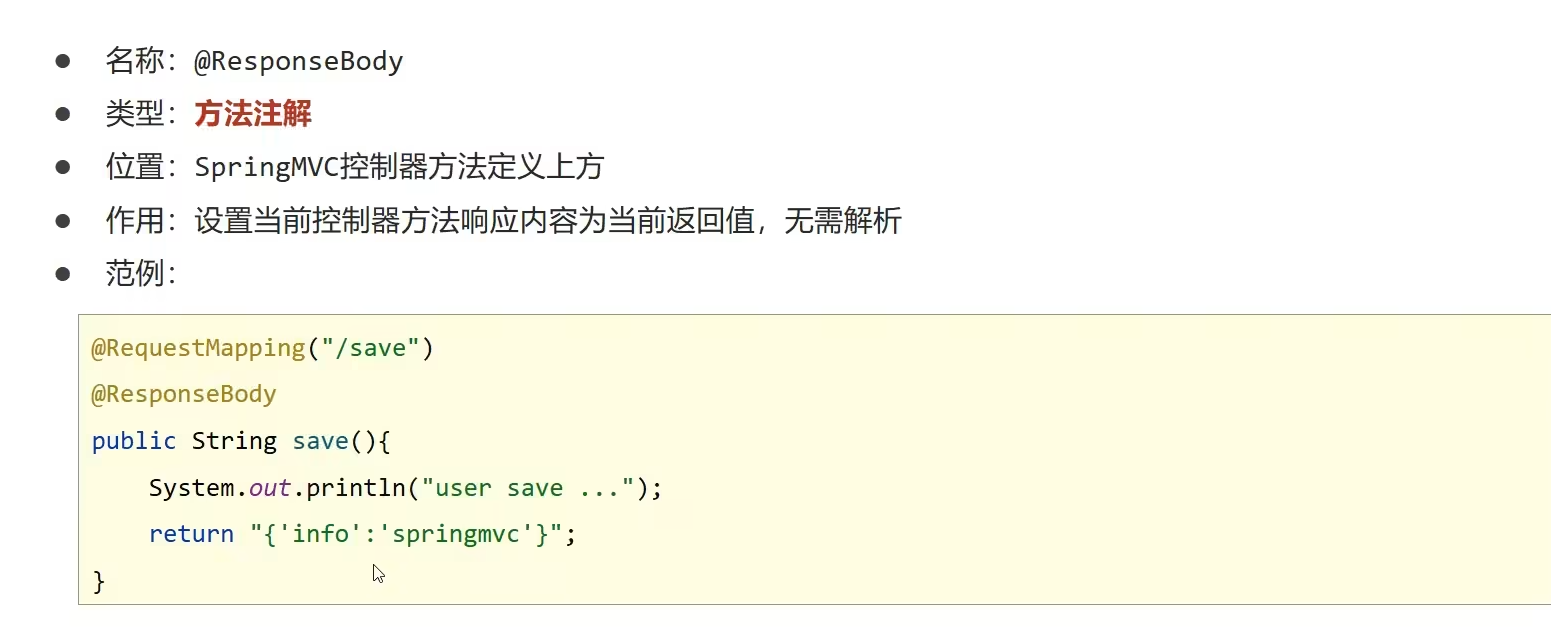 ● 名称：@ResponseBody
● 类型：方法注解
● 位置：SpringMVC控制器方法定义上方
● 作用：设置当前控制器方法响应内容为当前返回值，无需解析
● 范例：
@RequestMapping("/save")
@ResponseBody
public String save(){
    System.out.println("user save ...");
    return "{'info':'springmvc'}";
}